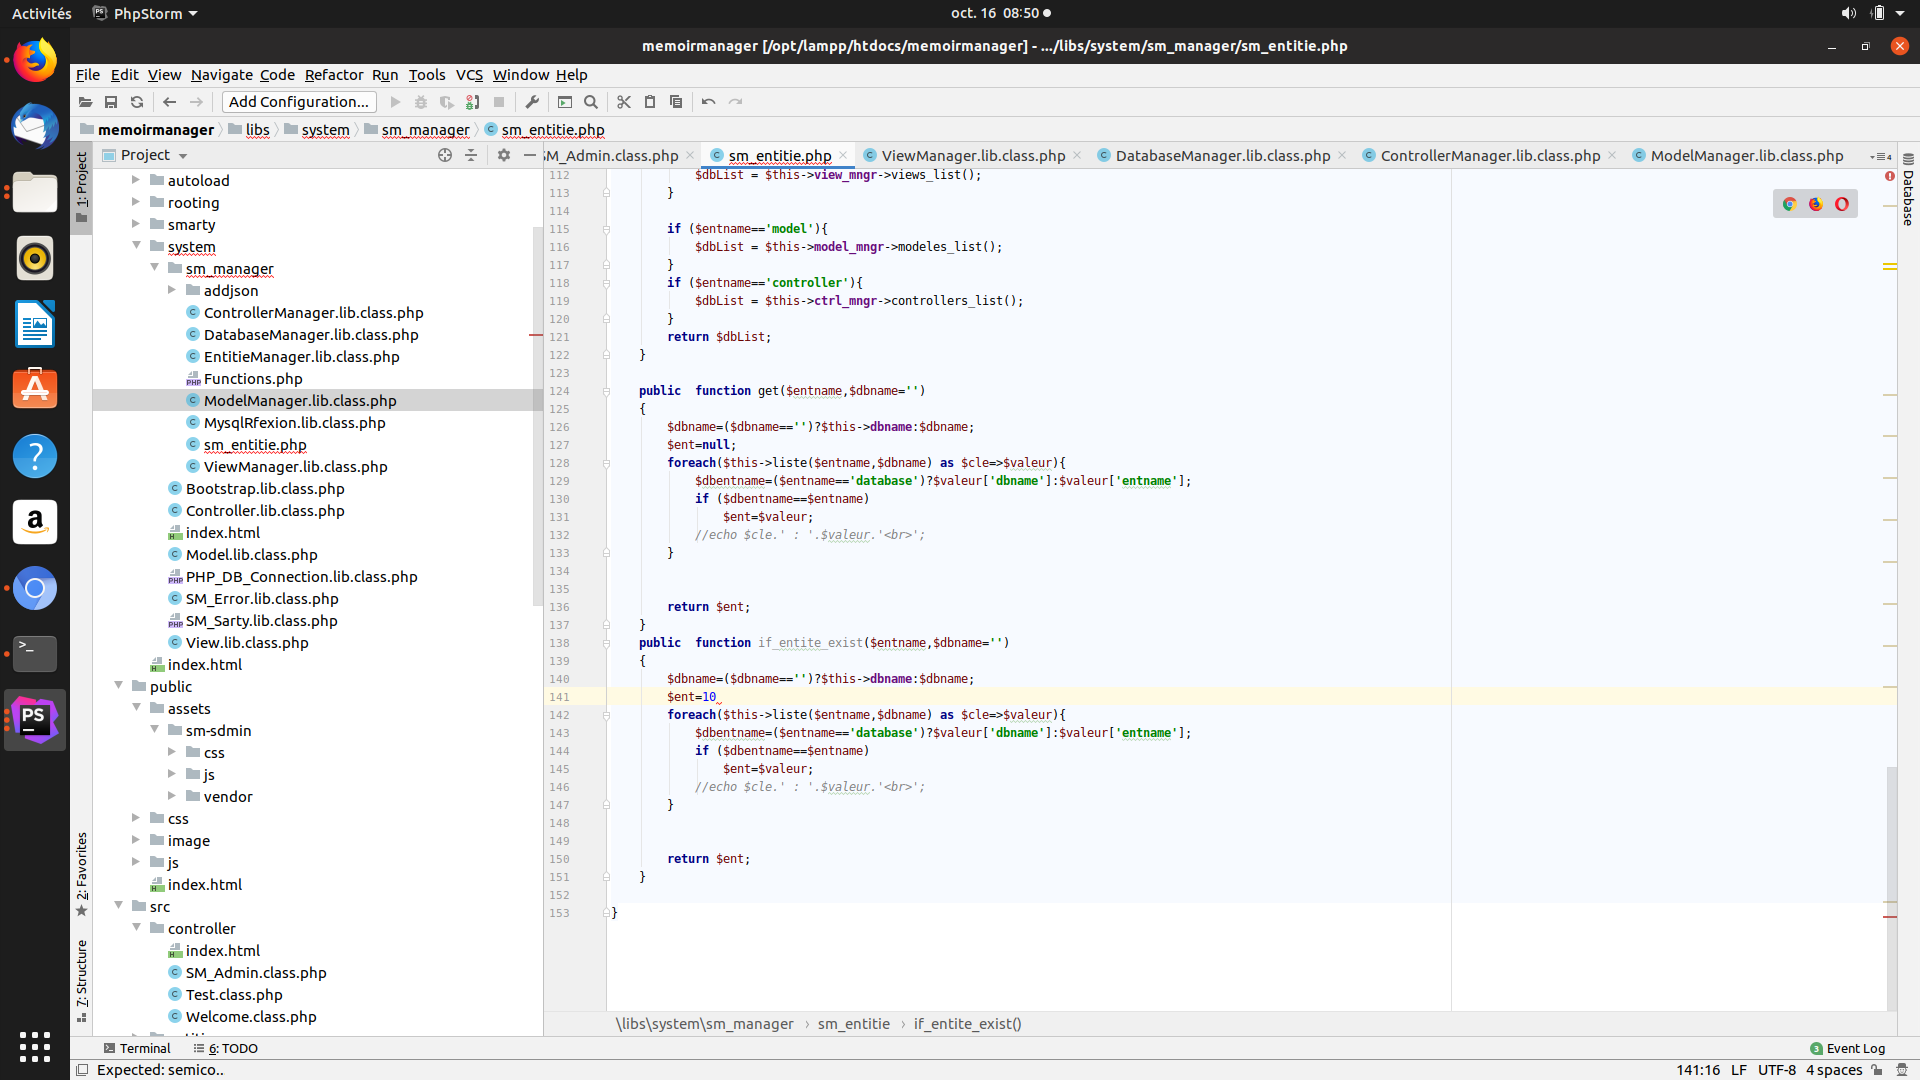 Activités
PhpStorm
oct. 16 08:50
memoirmanager [/opt/lampp/htdocs/memoirmanager] - .../libs/system/sm_manager/sm_entitie.php
File Edit View Navigate Code Refactor Run Tools VCS Window Help
Add Configuration...
memoirmanager libs system sm_manager sm_entitie.php
Project
SM_Admin.class.php
sm_entitie.php
ViewManager.lib.class.php
DatabaseManager.lib.class.php
ControllerManager.lib.class.php
ModelManager.lib.class.php
1: Project
2: Favorites
7: Structure
Database
autoload
rooting
smarty
system
sm_manager
addjson
ControllerManager.lib.class.php
DatabaseManager.lib.class.php
EntitieManager.lib.class.php
Functions.php
ModelManager.lib.class.php
MysqlRfexion.lib.class.php
sm_entitie.php
ViewManager.lib.class.php
Bootstrap.lib.class.php
Controller.lib.class.php
index.html
Model.lib.class.php
PHP_DB_Connection.lib.class.php
SM_Error.lib.class.php
SM_Sarty.lib.class.php
View.lib.class.php
index.html
public
assets
sm-sdmin
css
js
vendor
css
image
js
index.html
src
controller
index.html
SM_Admin.class.php
Test.class.php
Welcome.class.php
112 $dbList = $this->view_mngr->views_list();
113 }
114
115 if ($entname=='model'){
116 $dbList = $this->model_mngr->modeles_list();
117 }
118 if ($entname=='controller'){
119 $dbList = $this->ctrl_mngr->controllers_list();
120 }
121 return $dbList;
122 }
123
124 public function get($entname,$dbname='')
125 {
126 $dbname=($dbname=='')?$this->dbname:$dbname;
127 $ent=null;
128 foreach($this->liste($entname,$dbname) as $cle=>$valeur){
129 $dbentname=($entname=='database')?$valeur['dbname']:$valeur['entname'];
130 if ($dbentname==$entname)
131 $ent=$valeur;
132 //echo $cle.' : '.$valeur.'<br>';
133 }
134
135
136 return $ent;
137 }
138 public function if_entite_exist($entname,$dbname='')
139 {
140 $dbname=($dbname=='')?$this->dbname:$dbname;
141 $ent=10
142 foreach($this->liste($entname,$dbname) as $cle=>$valeur){
143 $dbentname=($entname=='database')?$valeur['dbname']:$valeur['entname'];
144 if ($dbentname==$entname)
145 $ent=$valeur;
146 //echo $cle.' : '.$valeur.'<br>';
147 }
148
149
150 return $ent;
151 }
152
153 }
\libs\system\sm_manager › sm_entitie › if_entite_exist()
Terminal 6: TODO
3 Event Log
Expected: semico..
141:16 LF UTF-8 4 spaces